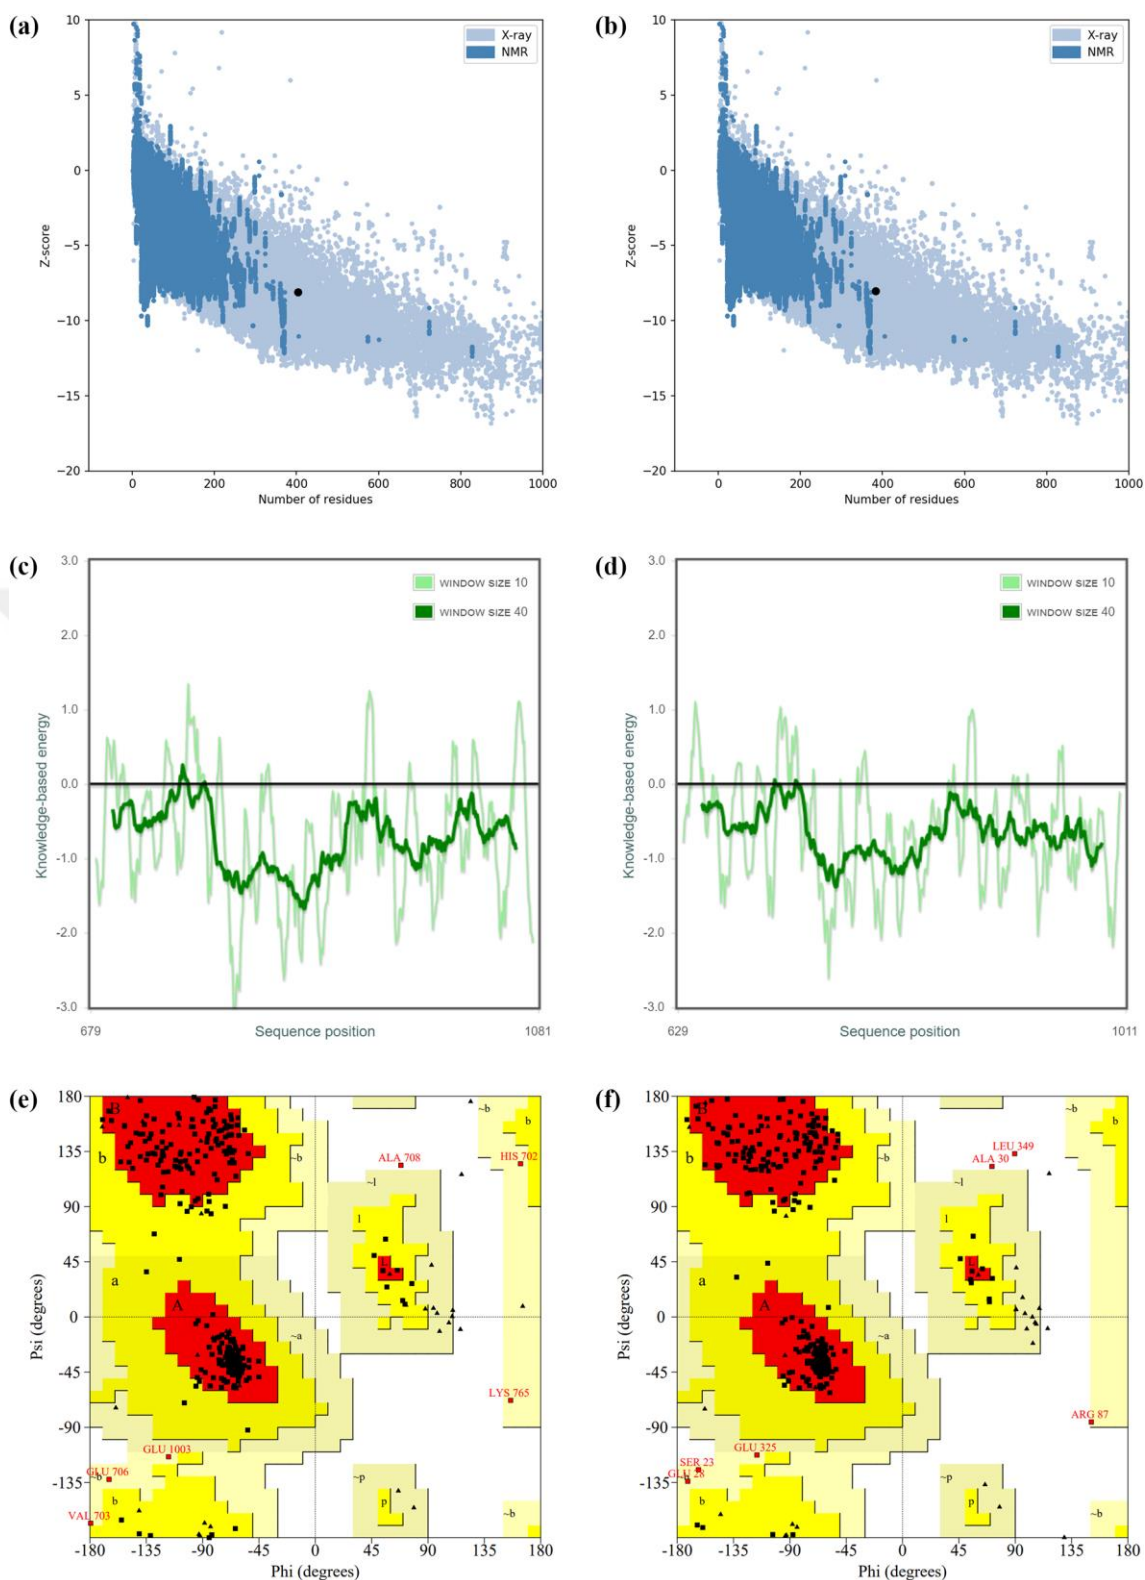 (a)
10
5
0
−5
−10
−15
−20
Z-score
0 200 400 600 800 1000
Number of residues
X-ray
NMR
(b)
10
5
0
−5
−10
−15
−20
Z-score
0 200 400 600 800 1000
Number of residues
X-ray
NMR
(c)
3.0
2.0
1.0
0.0
-1.0
-2.0
-3.0
Knowledge-based energy
WINDOW SIZE 10
WINDOW SIZE 40
679 Sequence position 1081
(d)
3.0
2.0
1.0
0.0
-1.0
-2.0
-3.0
Knowledge-based energy
WINDOW SIZE 10
WINDOW SIZE 40
629 Sequence position 1011
(e)
180
135
90
45
0
-45
-90
-135
-180
Psi (degrees)
B
~b
b
b
~b
ALA 708
HIS 702
~l
l
L
a
A
~a
LYS 765
GLU 1003
GLU 706
~b
b
VAL 703
~p
p
~b
-180 -135 -90 -45 0 45 90 135 180
Phi (degrees)
(f)
180
135
90
45
0
-45
-90
-135
-180
Psi (degrees)
B
~b
b
b
~b
LEU 349
ALA 30
~l
l
L
a
A
~a
ARG 87
GLU 325
SER 23
GLU 28
b
~p
p
~b
-180 -135 -90 -45 0 45 90 135 180
Phi (degrees)